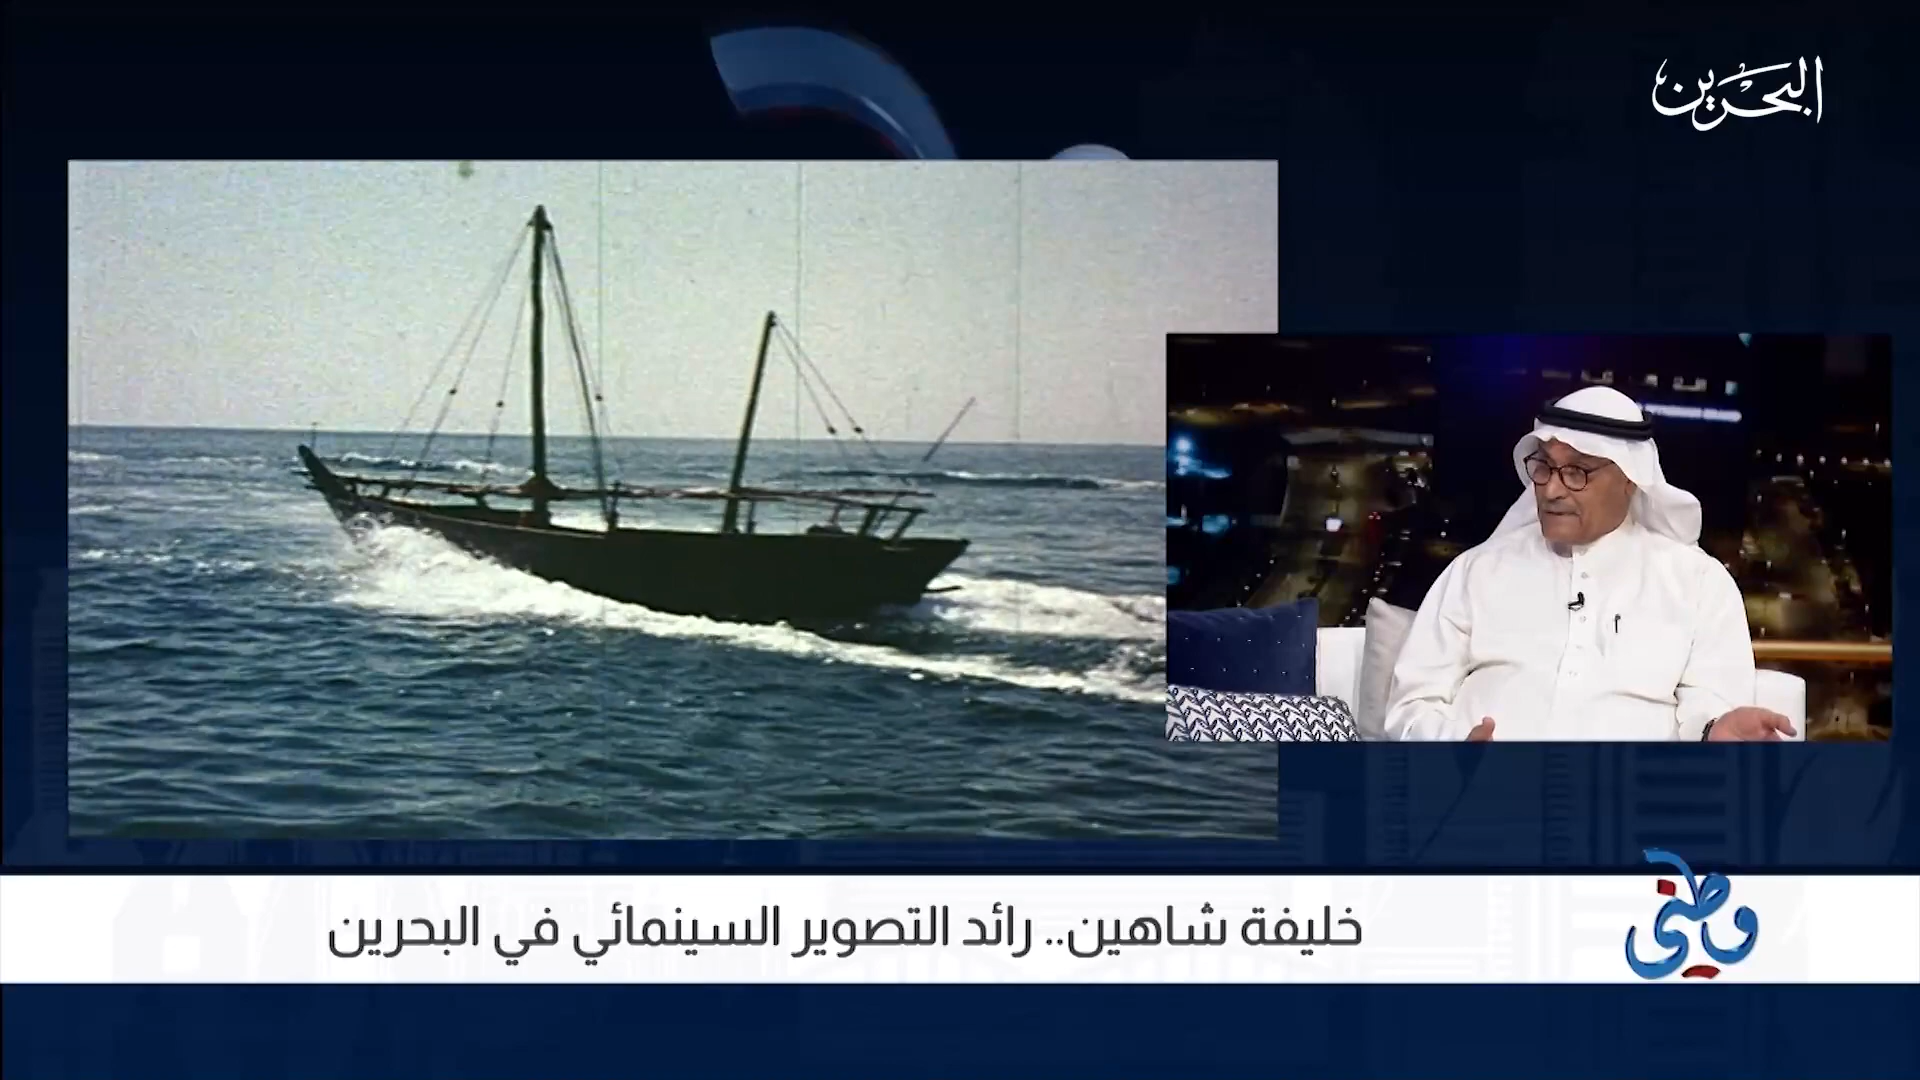 البحرين
خليفة شاهين.. رائد التصوير السينمائي في البحرين
وطني